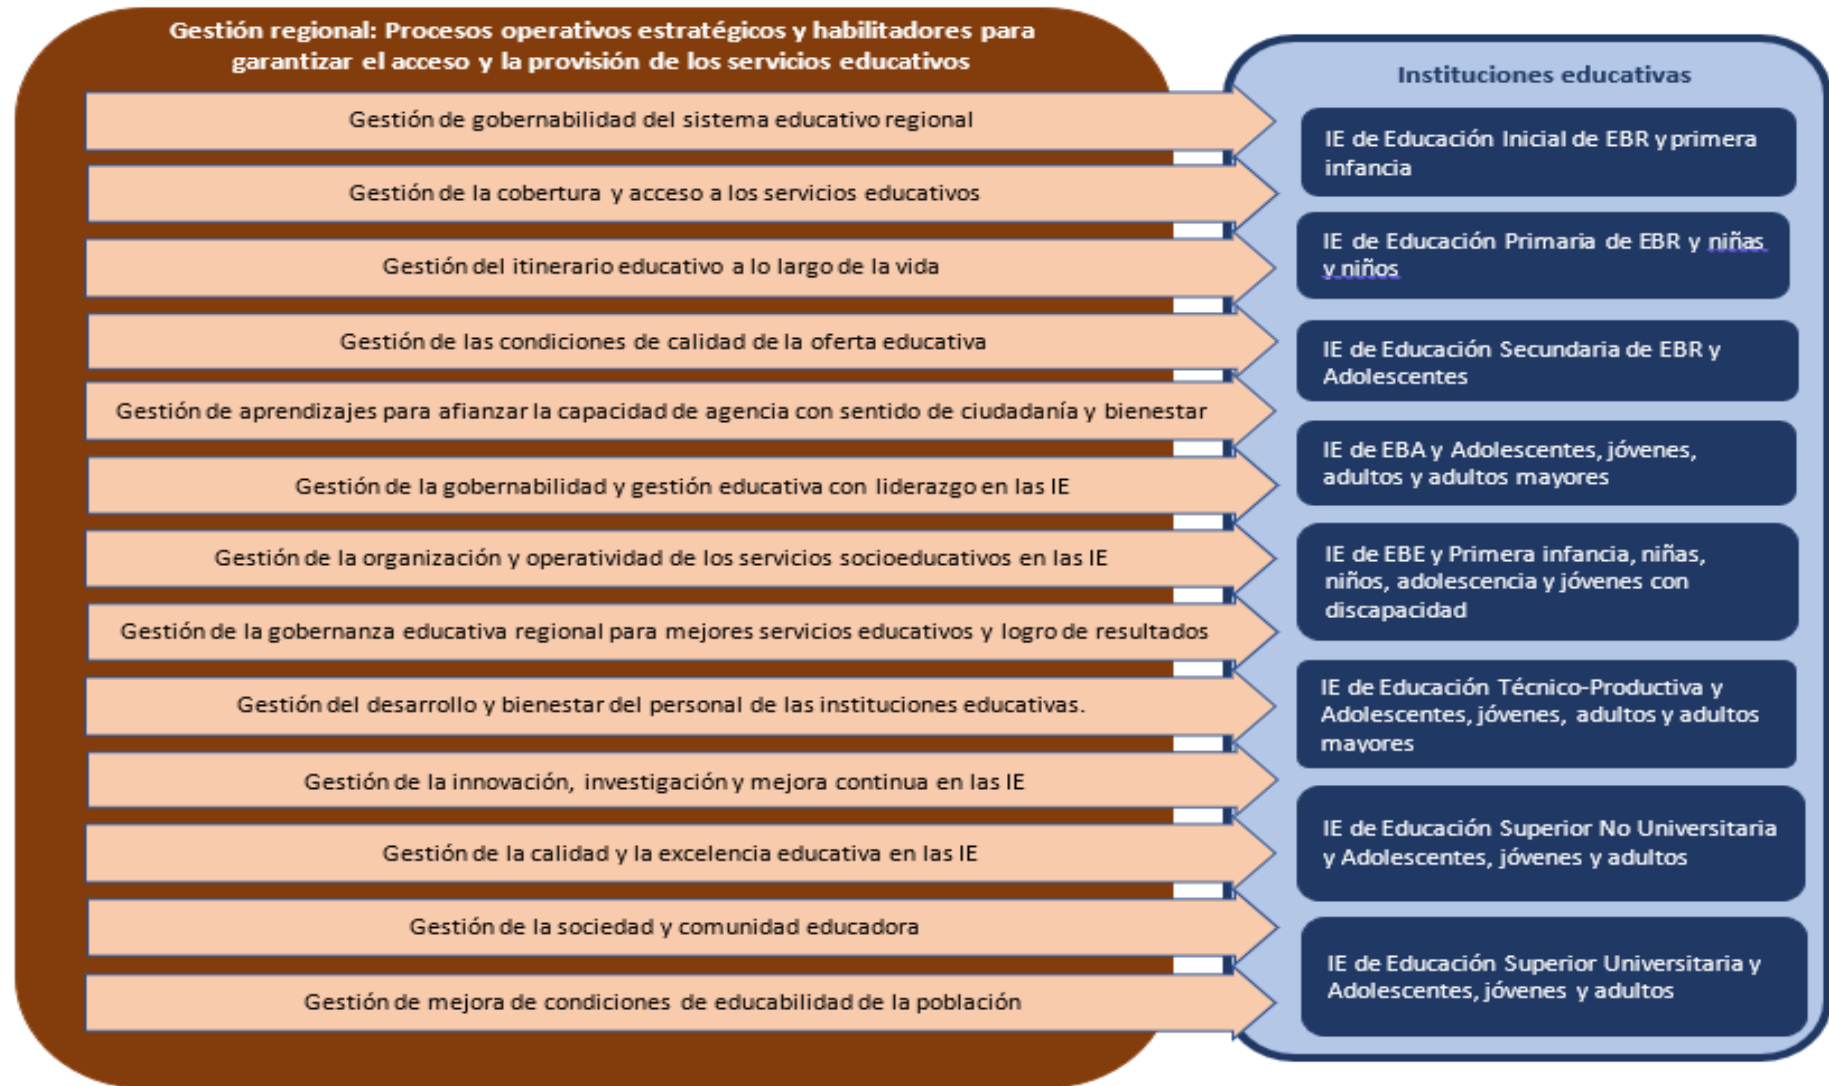 Gestión regional: Procesos operativos estratégicos y habilitadores para
garantizar el acceso y la provisión de los servicios educativos
Gestión de gobernabilidad del sistema educativo regional
Gestión de la cobertura y acceso a los servicios educativos
Gestión del itinerario educativo a lo largo de la vida
Gestión de las condiciones de calidad de la oferta educativa
Gestión de aprendizajes para afianzar la capacidad de agencia con sentido de ciudadanía y bienestar
Gestión de la gobernabilidad y gestión educativa con liderazgo en las IE
Gestión de la organización y operatividad de los servicios socioeducativos en las IE
Gestión de la gobernanza educativa regional para mejores servicios educativos y logro de resultados
Gestión del desarrollo y bienestar del personal de las instituciones educativas.
Gestión de la innovación, investigación y mejora continua en las IE
Gestión de la calidad y la excelencia educativa en las IE
Gestión de la sociedad y comunidad educadora
Gestión de mejora de condiciones de educabilidad de la población
Instituciones educativas
IE de Educación Inicial de EBR y primera
infancia
IE de Educación Primaria de EBR y niñas
y niños
IE de Educación Secundaria de EBR y
Adolescentes
IE de EBA y Adolescentes, jóvenes,
adultos y adultos mayores
IE de EBE y Primera infancia, niñas,
niños, adolescencia y jóvenes con
discapacidad
IE de Educación Técnico-Productiva y
Adolescentes, jóvenes, adultos y adultos
mayores
IE de Educación Superior No Universitaria
y Adolescentes, jóvenes y adultos
IE de Educación Superior Universitaria y
Adolescentes, jóvenes y adultos